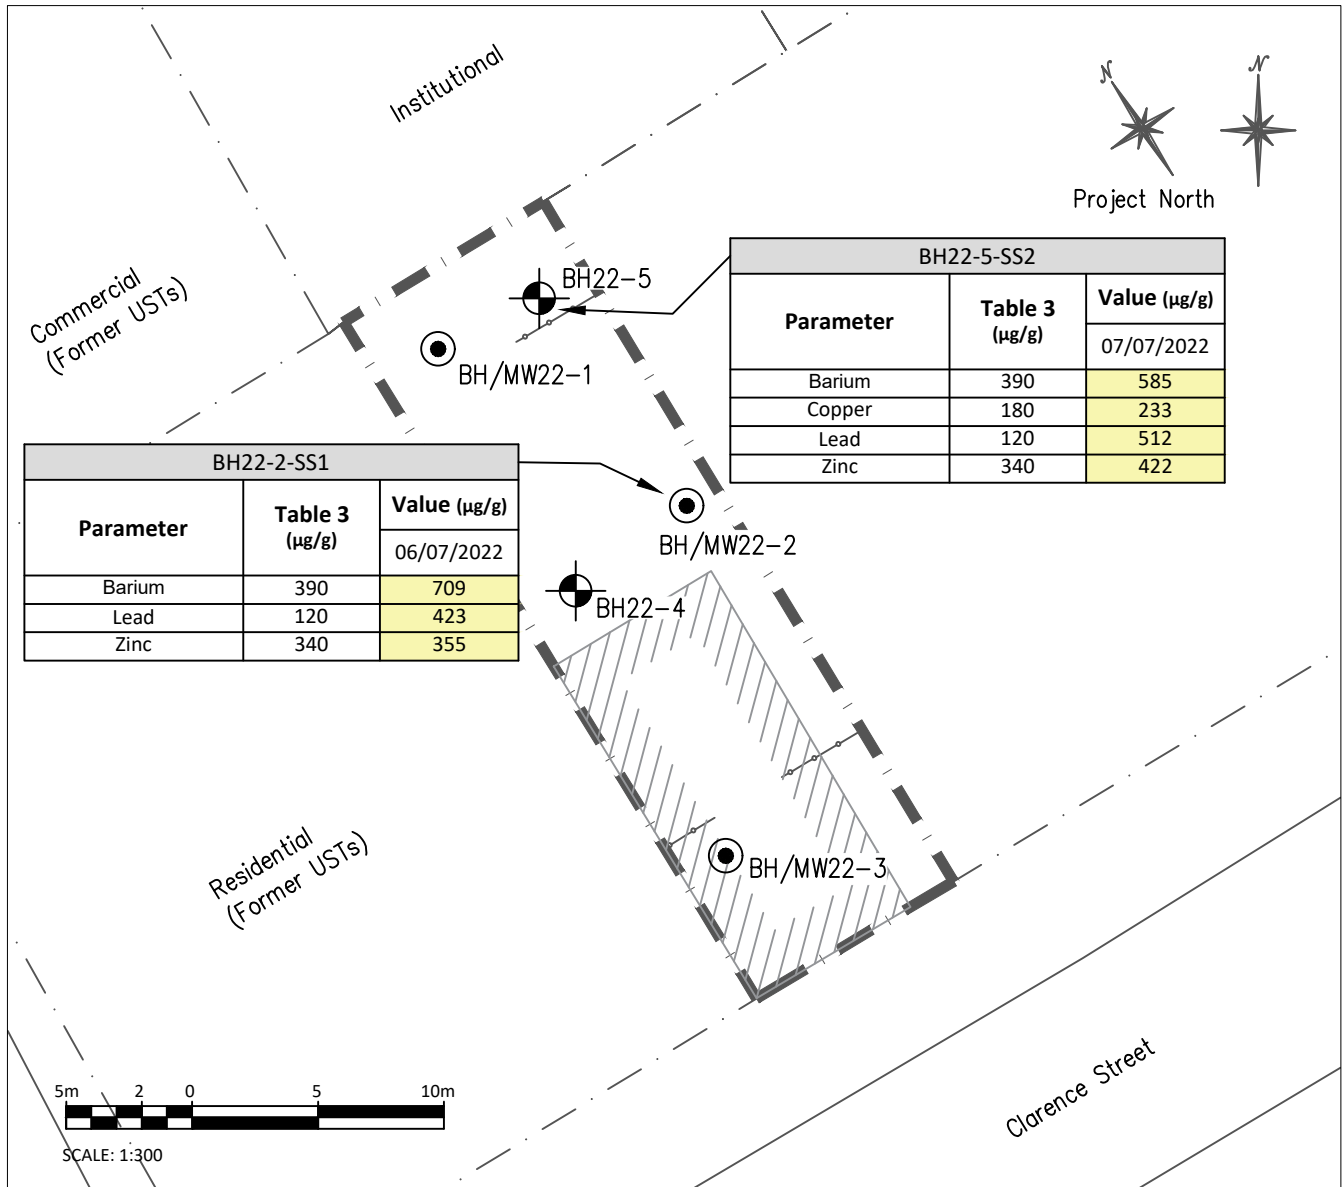 Institutional
N
N
Project North
Commercial
(Former USTs)
BH22-5
BH/MW22-1
BH22-5-SS2
Parameter Table 3 (µg/g) Value (µg/g)
07/07/2022
Barium 390 585
Copper 180 233
Lead 120 512
Zinc 340 422
BH22-2-SS1
Parameter Table 3 (µg/g) Value (µg/g)
06/07/2022
Barium 390 709
Lead 120 423
Zinc 340 355
BH/MW22-2
BH22-4
Residential
(Former USTs)
BH/MW22-3
Clarence Street
5m 2 0 5 10m
SCALE: 1:300